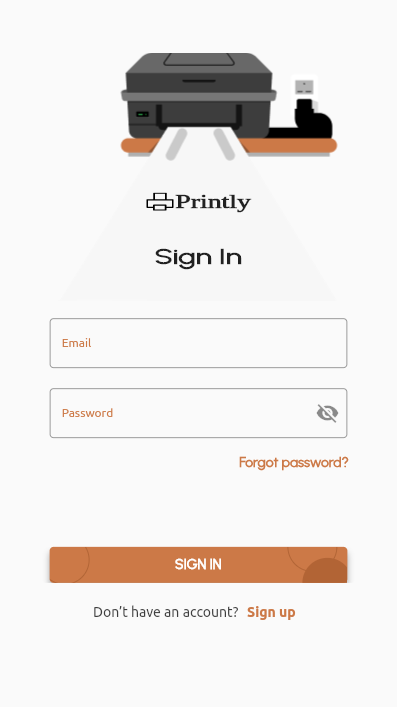 Printly
Sign In
Email
Password
Forgot password?
SIGN IN
Don't have an account? Sign up